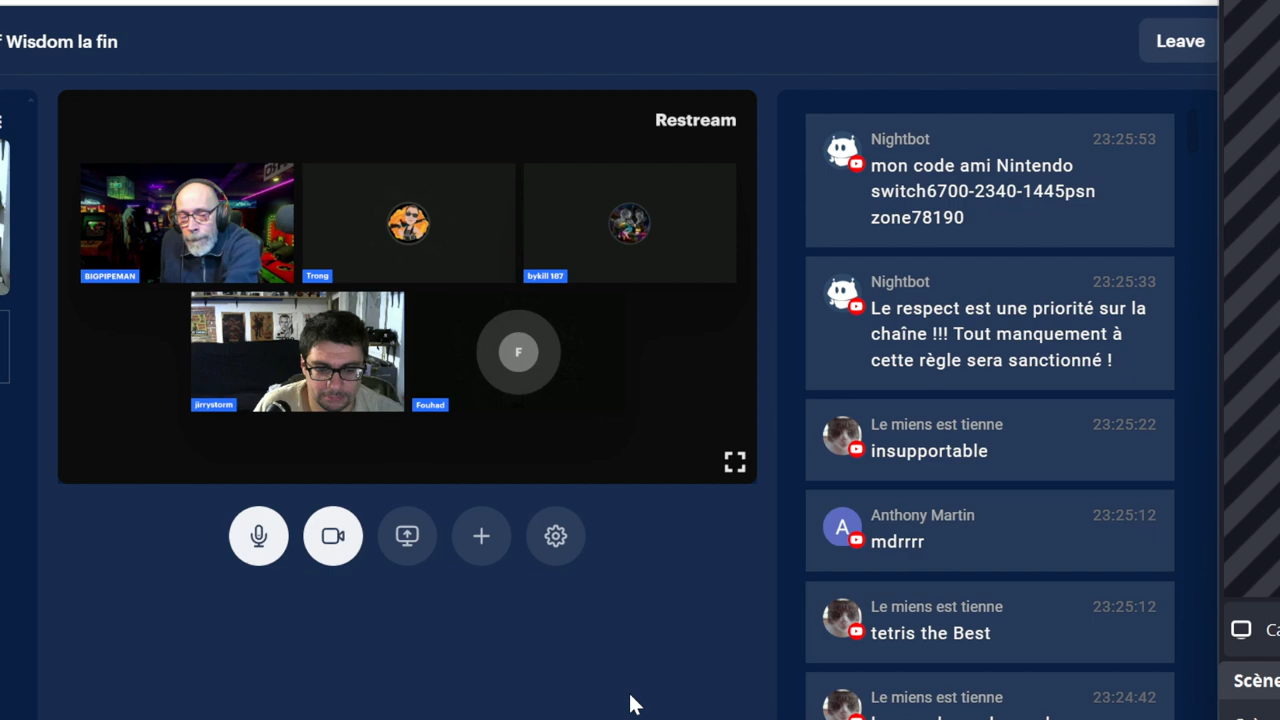 Wisdom la fin
Leave
Restream
BIGPIPEMAN
Trong
bykill 187
jirrystorm
F
Fouhad
Nightbot 23:25:53
mon code ami Nintendo
switch6700-2340-1445psn
zone78190
Nightbot 23:25:33
Le respect est une priorité sur la
chaîne !!! Tout manquement à
cette règle sera sanctionné !
Le miens est tienne 23:25:22
insupportable
A
Anthony Martin 23:25:12
mdrrrr
Le miens est tienne 23:25:12
tetris the Best
Le miens est tienne 23:24:42
Ca
Scène